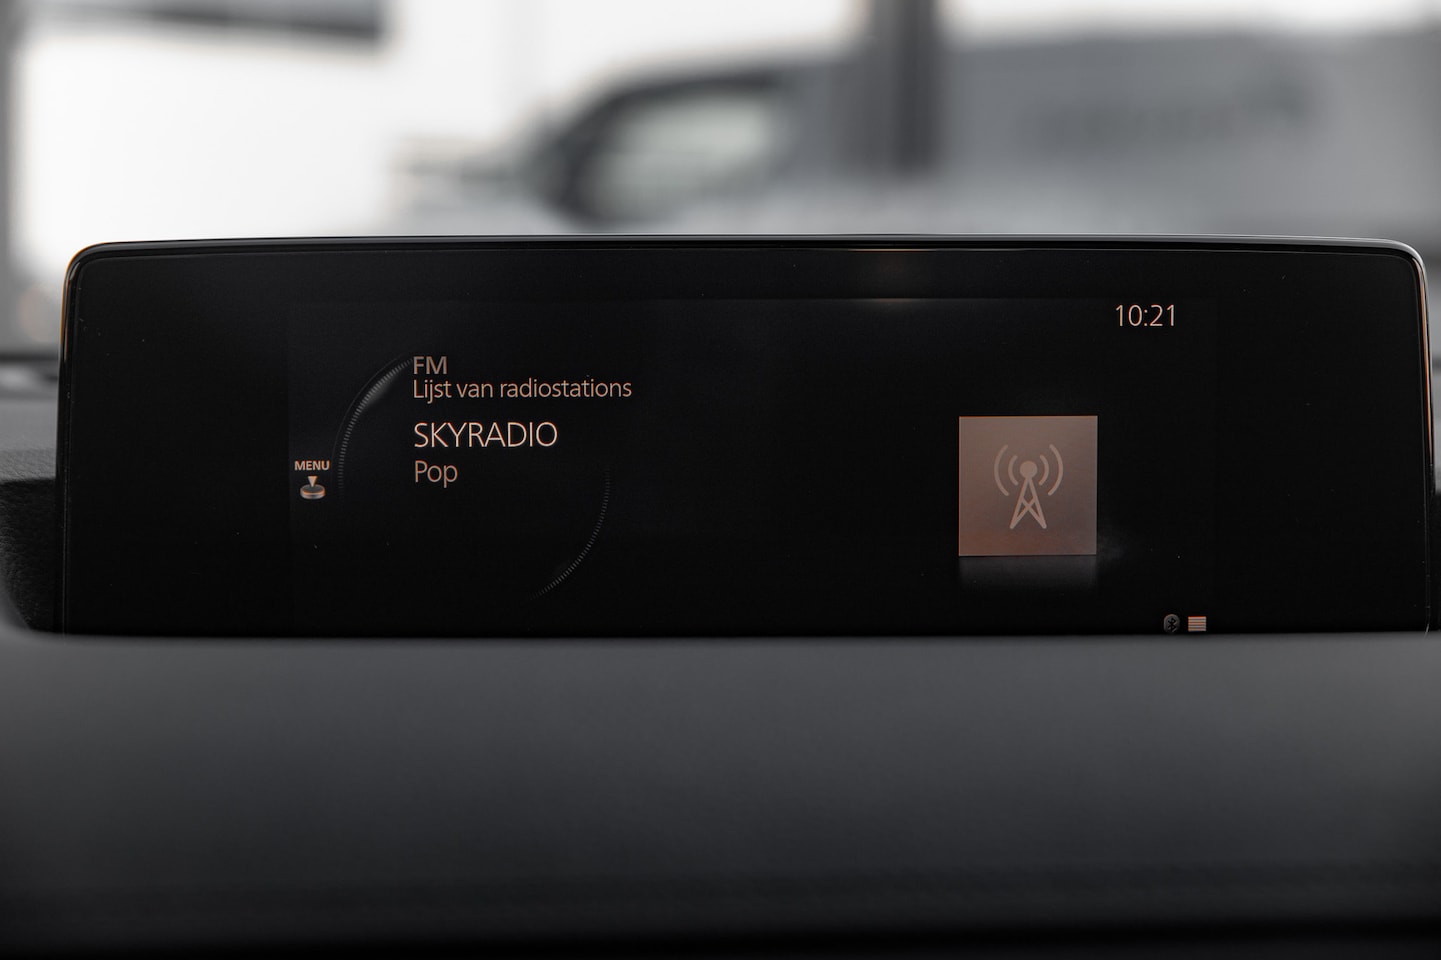 10:21
FM
Lijst van radiostations
SKYRADIO
Pop
MENU